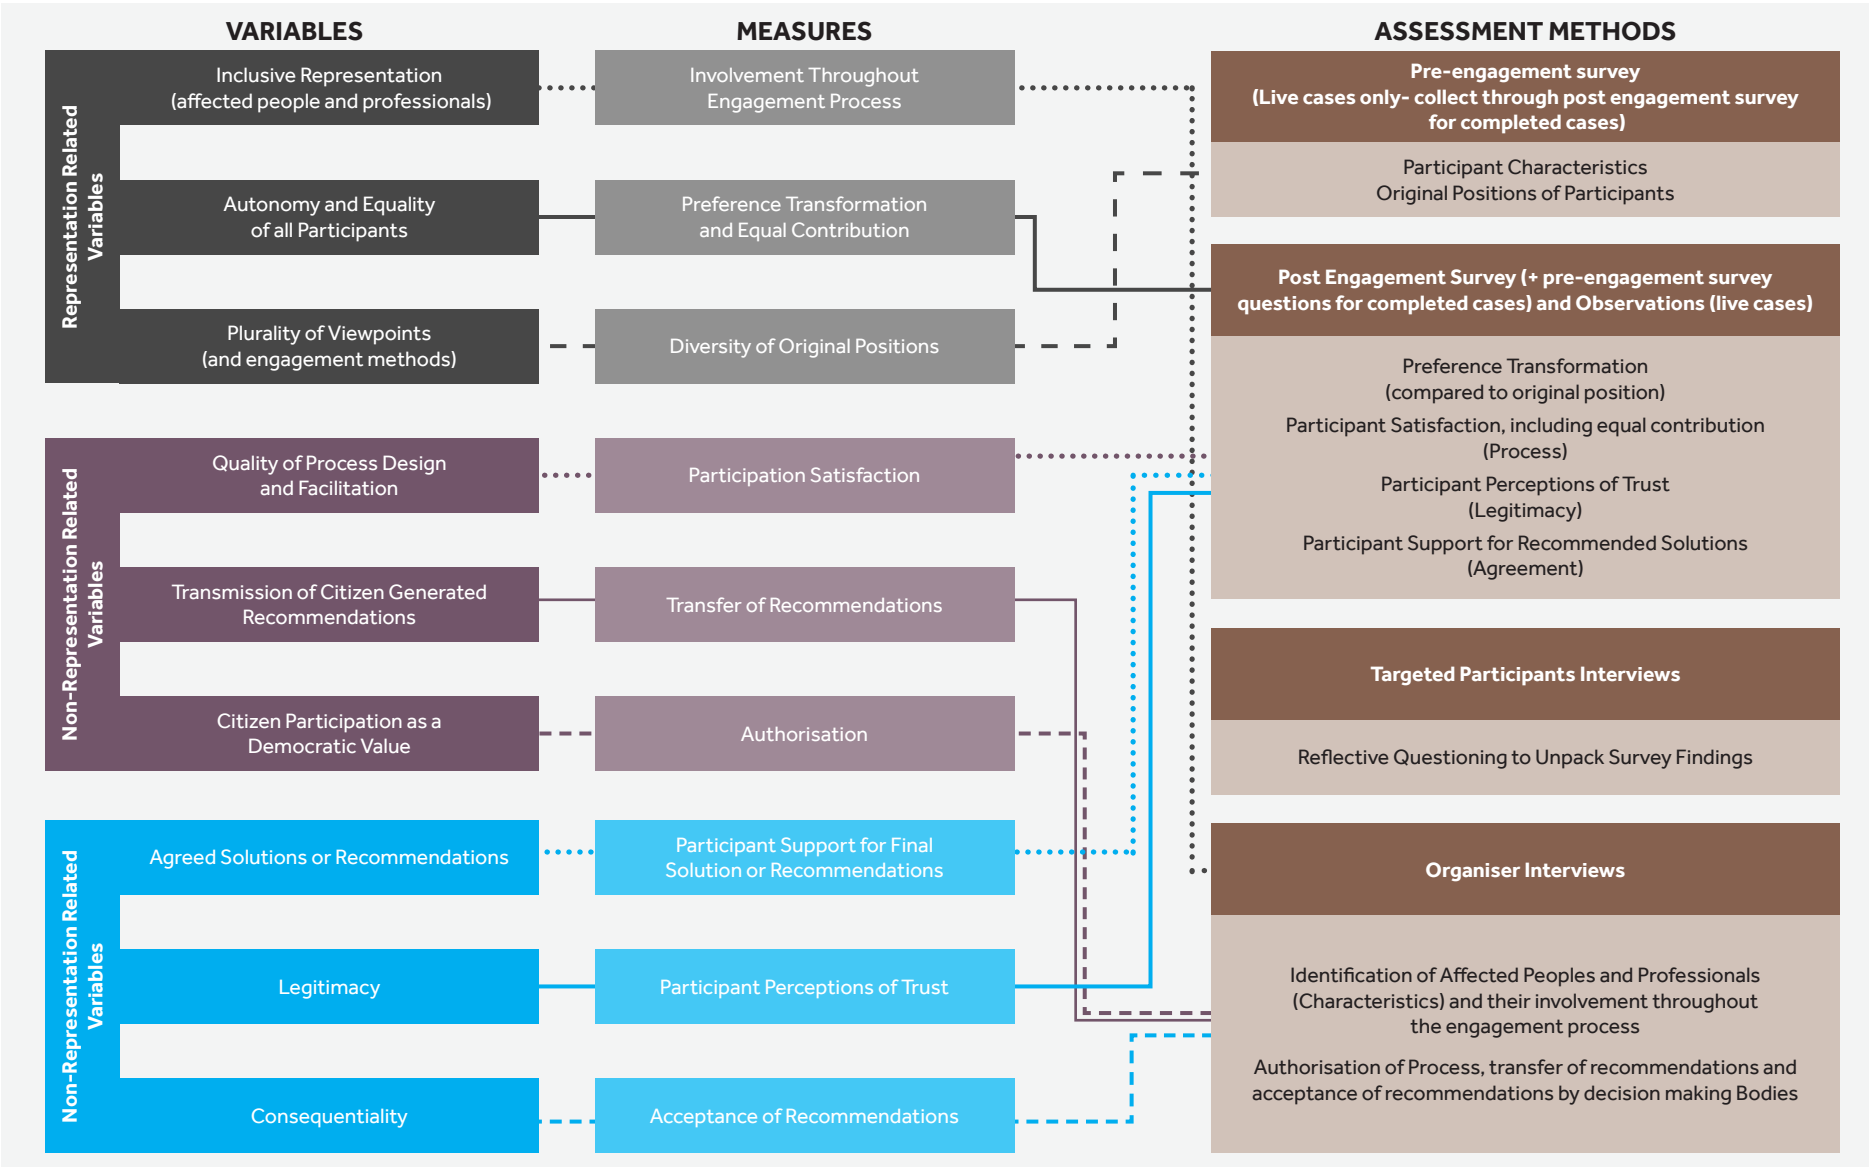 VARIABLES
MEASURES
ASSESSMENT METHODS
Representation Related
Variables
Inclusive Representation
(affected people and professionals)
Autonomy and Equality
of all Participants
Plurality of Viewpoints
(and engagement methods)
Non-Representation Related
Variables
Quality of Process Design
and Facilitation
Transmission of Citizen Generated
Recommendations
Citizen Participation as a
Democratic Value
Non-Representation Related
Variables
Agreed Solutions or Recommendations
Legitimacy
Consequentiality
Involvement Throughout
Engagement Process
Preference Transformation
and Equal Contribution
Diversity of Original Positions
Participation Satisfaction
Transfer of Recommendations
Authorisation
Participant Support for Final
Solution or Recommendations
Participant Perceptions of Trust
Acceptance of Recommendations
Pre-engagement survey
(Live cases only- collect through post engagement survey
for completed cases)
Participant Characteristics
Original Positions of Participants
Post Engagement Survey (+ pre-engagement survey
questions for completed cases) and Observations (live cases)
Preference Transformation
(compared to original position)
Participant Satisfaction, including equal contribution
(Process)
Participant Perceptions of Trust
(Legitimacy)
Participant Support for Recommended Solutions
(Agreement)
Targeted Participants Interviews
Reflective Questioning to Unpack Survey Findings
Organiser Interviews
Identification of Affected Peoples and Professionals
(Characteristics) and their involvement throughout
the engagement process
Authorisation of Process, transfer of recommendations and
acceptance of recommendations by decision making Bodies